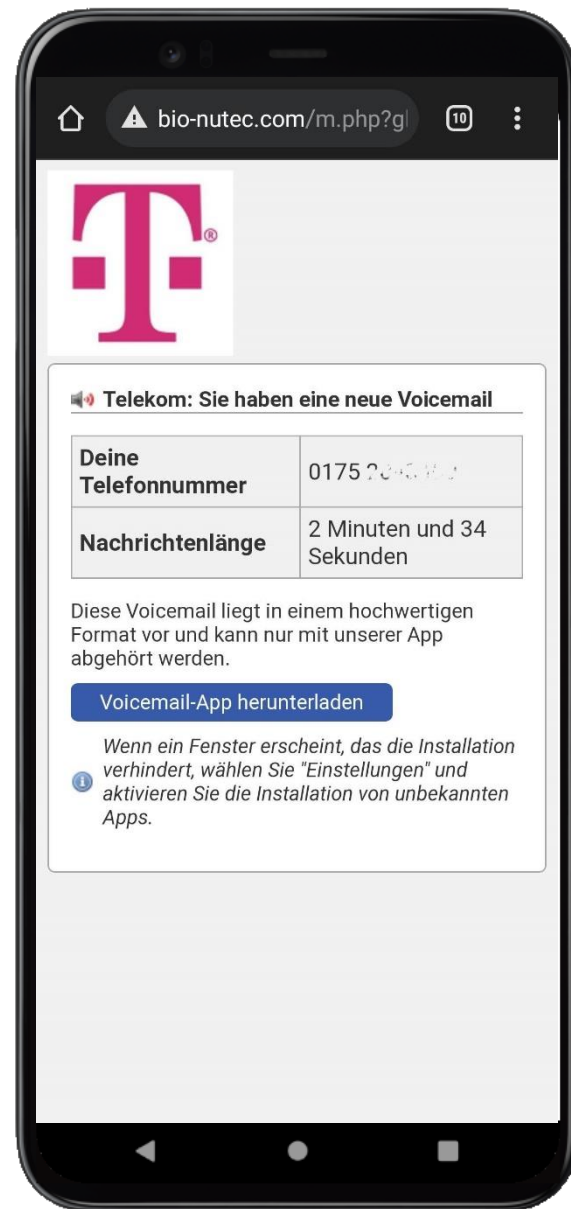 bio-nutec.com/m.php?gl
10
T
®
Telekom: Sie haben eine neue Voicemail
Deine
Telefonnummer
0175
Nachrichtenlänge
2 Minuten und 34
Sekunden
Diese Voicemail liegt in einem hochwertigen
Format vor und kann nur mit unserer App
abgehört werden.
Voicemail-App herunterladen
Wenn ein Fenster erscheint, das die Installation
verhindert, wählen Sie "Einstellungen" und
aktivieren Sie die Installation von unbekannten
Apps.